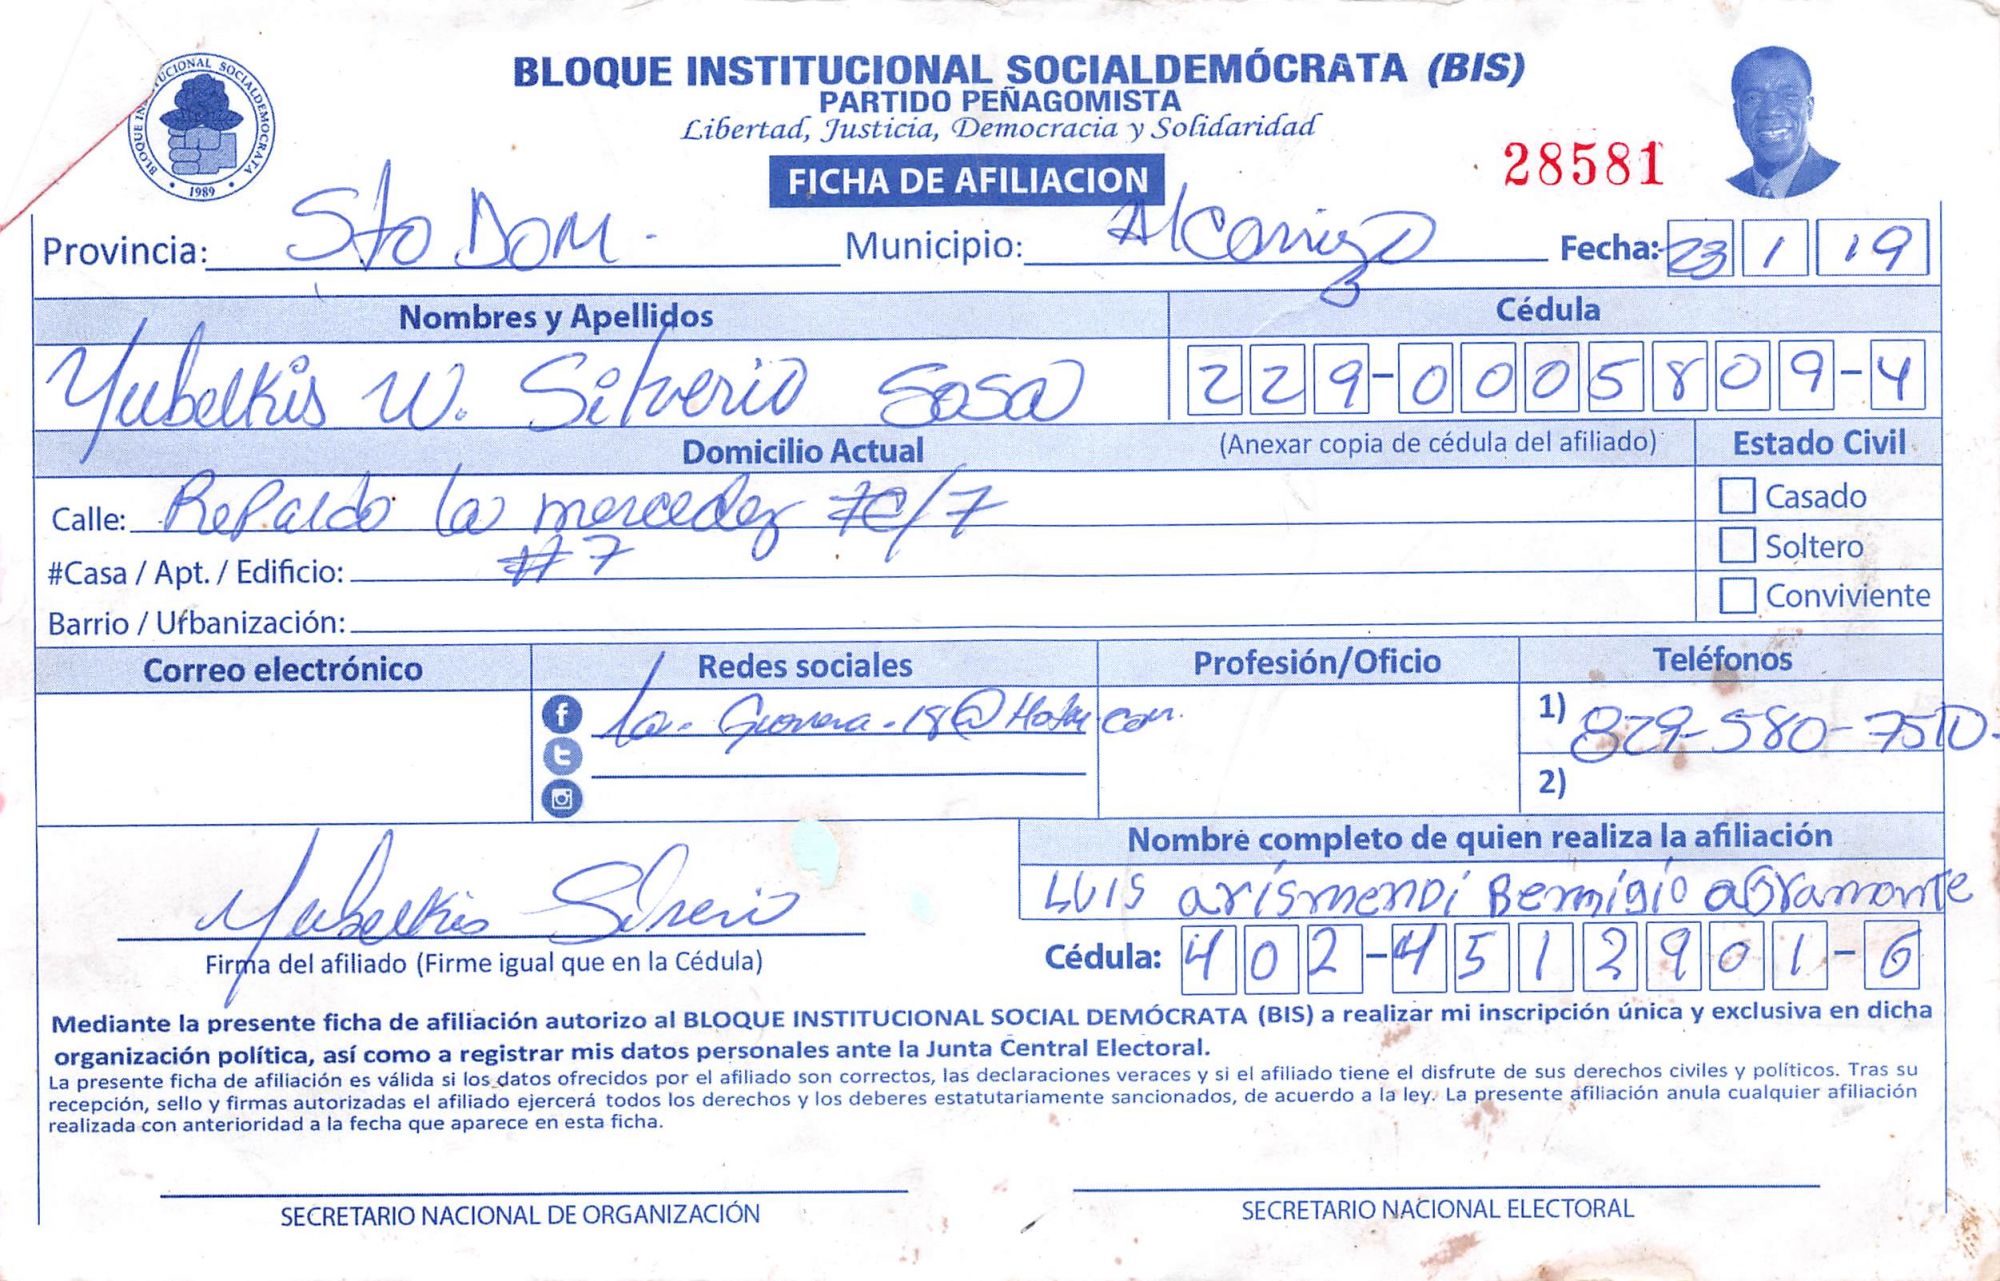 BLOQUE INSTITUCIONAL SOCIALDEMÓCRATA
1989
BLOQUE INSTITUCIONAL SOCIALDEMÓCRATA (BIS)
PARTIDO PEÑAGOMISTA
Libertad, Justicia, Democracia y Solidaridad
FICHA DE AFILIACION
28581
Provincia: Sto Dom. Municipio: Alcarrizo Fecha: 23 1 19
Nombres y Apellidos Cédula
Yubelkis W. Silverio Sosa 229-0005809-4
Domicilio Actual (Anexar copia de cédula del afiliado) Estado Civil
Calle: la mercedez /7 Casado
#Casa / Apt. / Edificio: #7 Soltero
Barrio / Urbanización: Conviviente
Correo electrónico Redes sociales Profesión/Oficio Teléfonos
1) 829-580-7510
2)
Nombre completo de quien realiza la afiliación
LUIS arismendi Bemigio agramonte
Yubelkis Silverio
Firma del afiliado (Firme igual que en la Cédula) Cédula: 402-4512901-6
Mediante la presente ficha de afiliación autorizo al BLOQUE INSTITUCIONAL SOCIAL DEMÓCRATA (BIS) a realizar mi inscripción única y exclusiva en dicha
organización política, así como a registrar mis datos personales ante la Junta Central Electoral.
La presente ficha de afiliación es válida si los datos ofrecidos por el afiliado son correctos, las declaraciones veraces y si el afiliado tiene el disfrute de sus derechos civiles y políticos. Tras su
recepción, sello y firmas autorizadas el afiliado ejercerá todos los derechos y los deberes estatutariamente sancionados, de acuerdo a la ley. La presente afiliación anula cualquier afiliación
realizada con anterioridad a la fecha que aparece en esta ficha.
SECRETARIO NACIONAL DE ORGANIZACIÓN SECRETARIO NACIONAL ELECTORAL